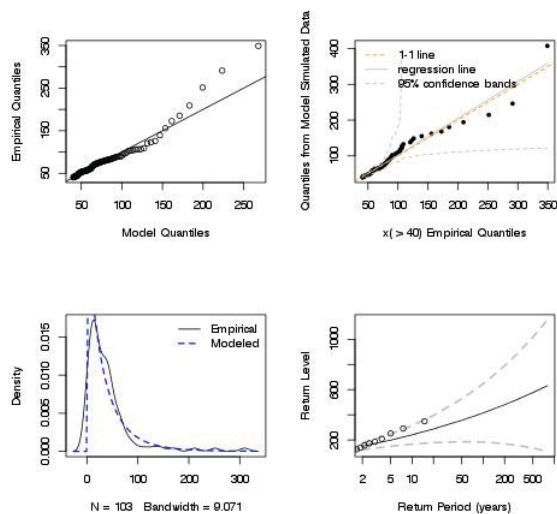 Empirical Quantiles
50
150
250
350
50
100
150
200
250
Model Quantiles
Quantiles from Model Simulated Data
100
200
300
400
1-1 line
regression line
95% confidence bands
50
100
150
200
250
300
350
x( > 40) Empirical Quantiles
Density
0.000
0.005
0.010
0.015
Empirical
Modeled
0
100
200
300
N = 103 Bandwidth = 9.071
Return Level
200
600
1000
2
5
10
50
200
500
Return Period (years)